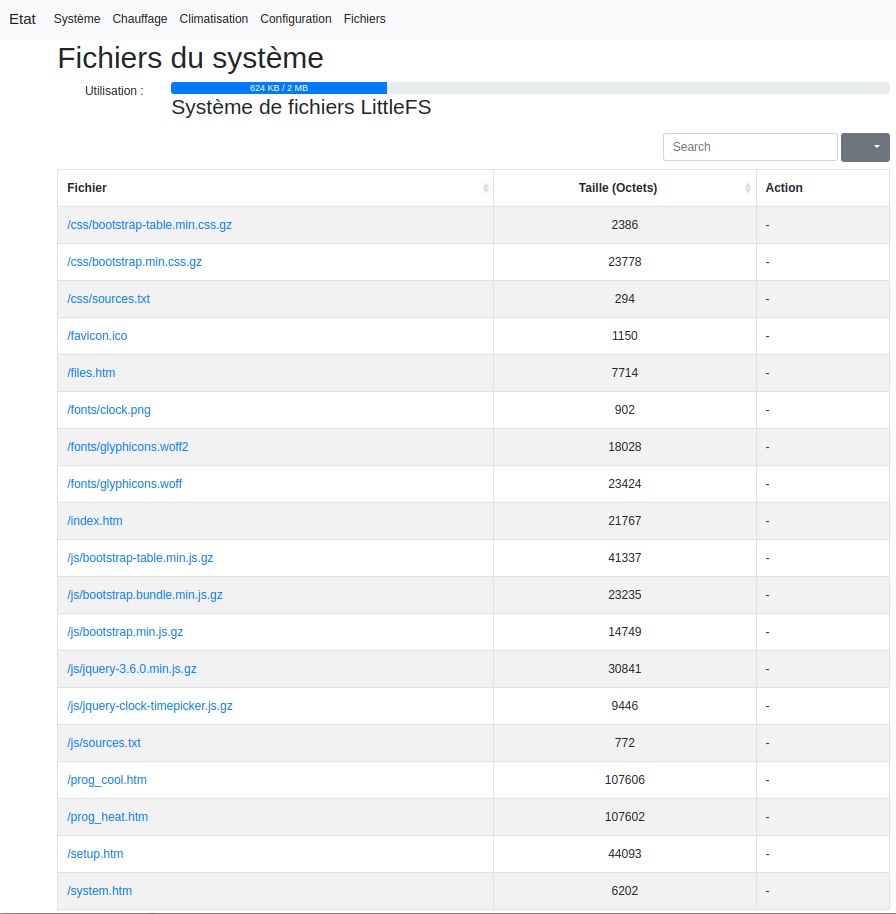 Etat Système Chauffage Climatisation Configuration Fichiers
Fichiers du système
Utilisation : 624 KB / 2 MB
Système de fichiers LittleFS
Search
Fichier Taille (Octets) Action
/css/bootstrap-table.min.css.gz 2386 -
/css/bootstrap.min.css.gz 23778 -
/css/sources.txt 294 -
/favicon.ico 1150 -
/files.htm 7714 -
/fonts/clock.png 902 -
/fonts/glyphicons.woff2 18028 -
/fonts/glyphicons.woff 23424 -
/index.htm 21767 -
/js/bootstrap-table.min.js.gz 41337 -
/js/bootstrap.bundle.min.js.gz 23235 -
/js/bootstrap.min.js.gz 14749 -
/js/jquery-3.6.0.min.js.gz 30841 -
/js/jquery-clock-timepicker.js.gz 9446 -
/js/sources.txt 772 -
/prog_cool.htm 107606 -
/prog_heat.htm 107602 -
/setup.htm 44093 -
/system.htm 6202 -